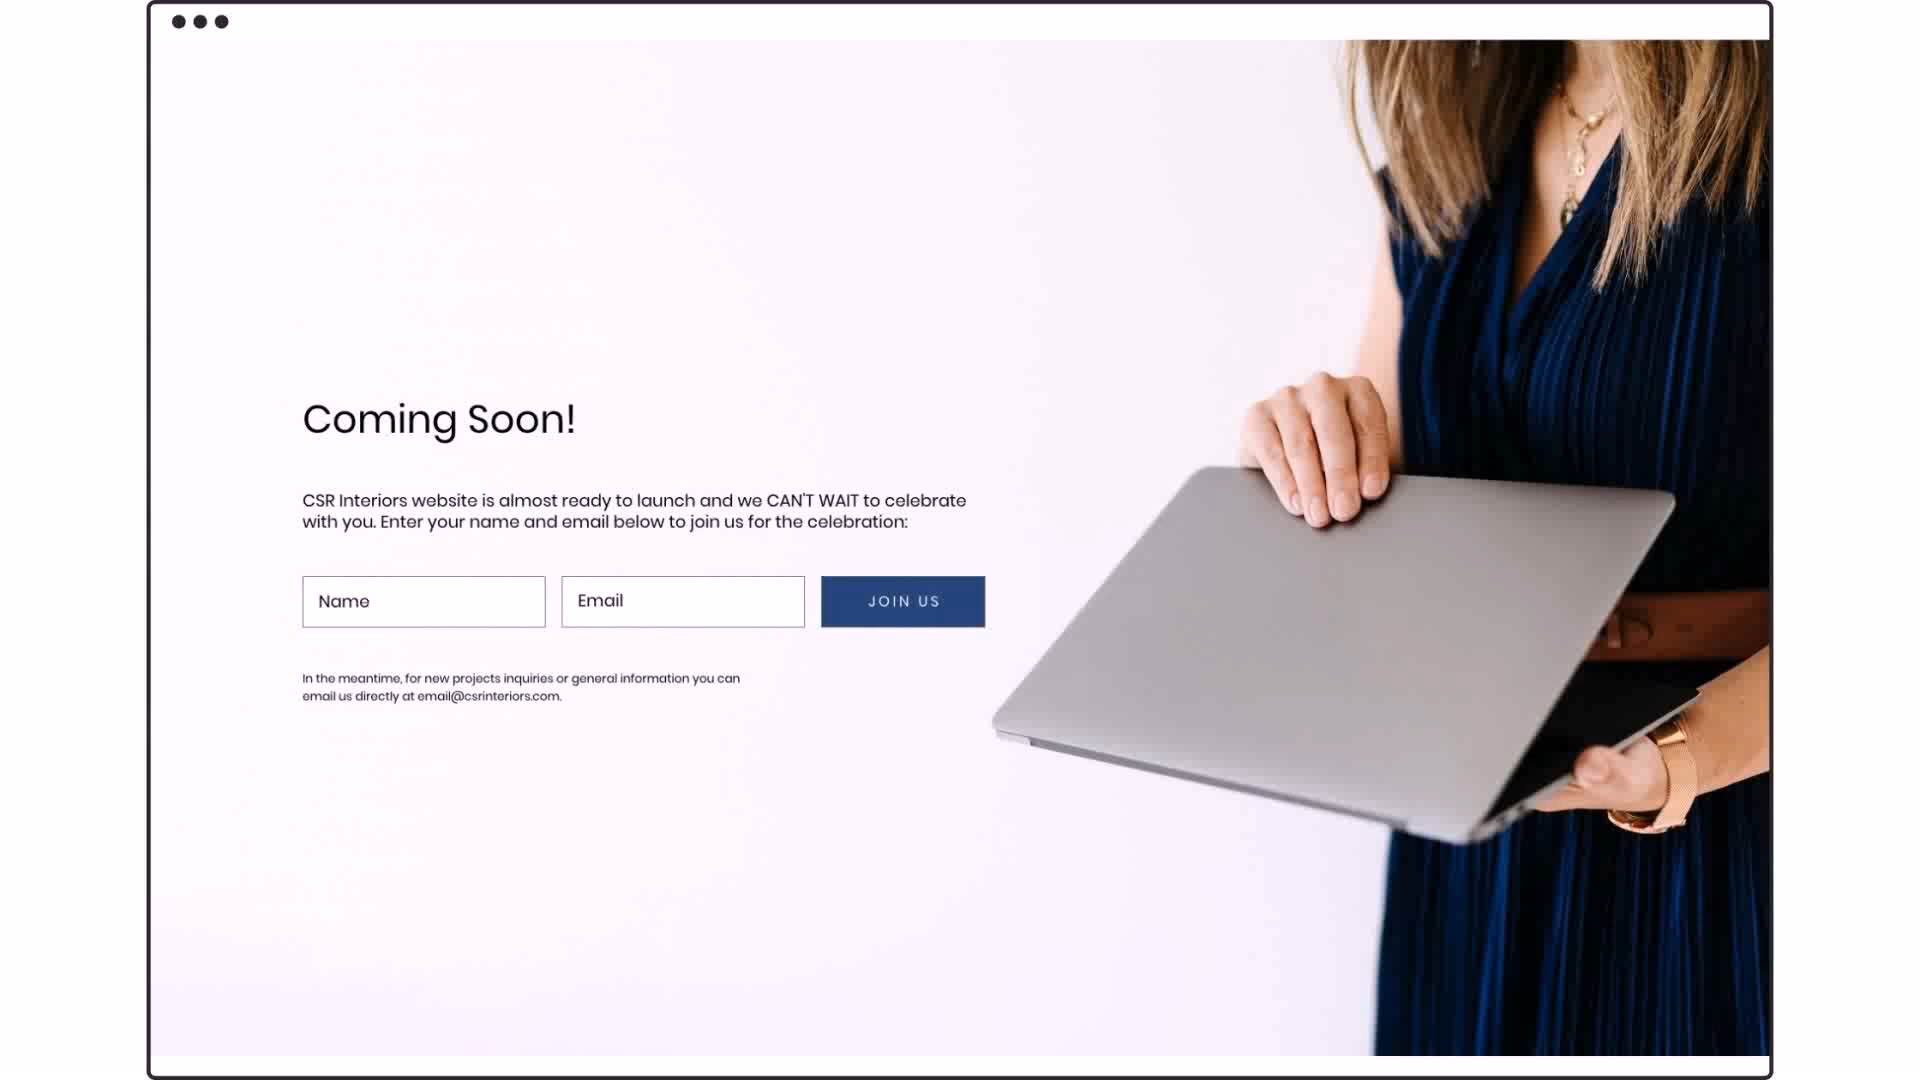 Coming Soon!
CSR Interiors website is almost ready to launch and we CAN'T WAIT to celebrate
with you. Enter your name and email below to join us for the celebration:
Name
Email
JOIN US
In the meantime, for new projects inquiries or general information you can
email us directly at email@csrinteriors.com.